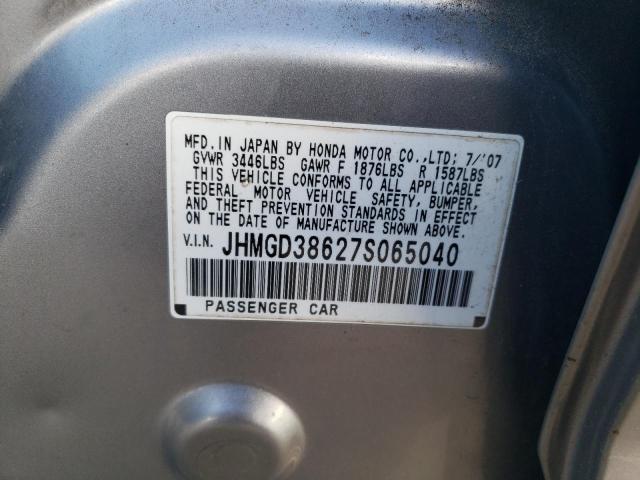 MFD. IN JAPAN BY HONDA MOTOR CO., LTD; 7/'07
GVWR 3446LBS GAWR F 1876LBS R 1587LBS
THIS VEHICLE CONFORMS TO ALL APPLICABLE
FEDERAL MOTOR VEHICLE SAFETY, BUMPER,
AND THEFT PREVENTION STANDARDS IN EFFECT
ON THE DATE OF MANUFACTURE SHOWN ABOVE.
V.I.N. JHMGD38627S065040
PASSENGER CAR